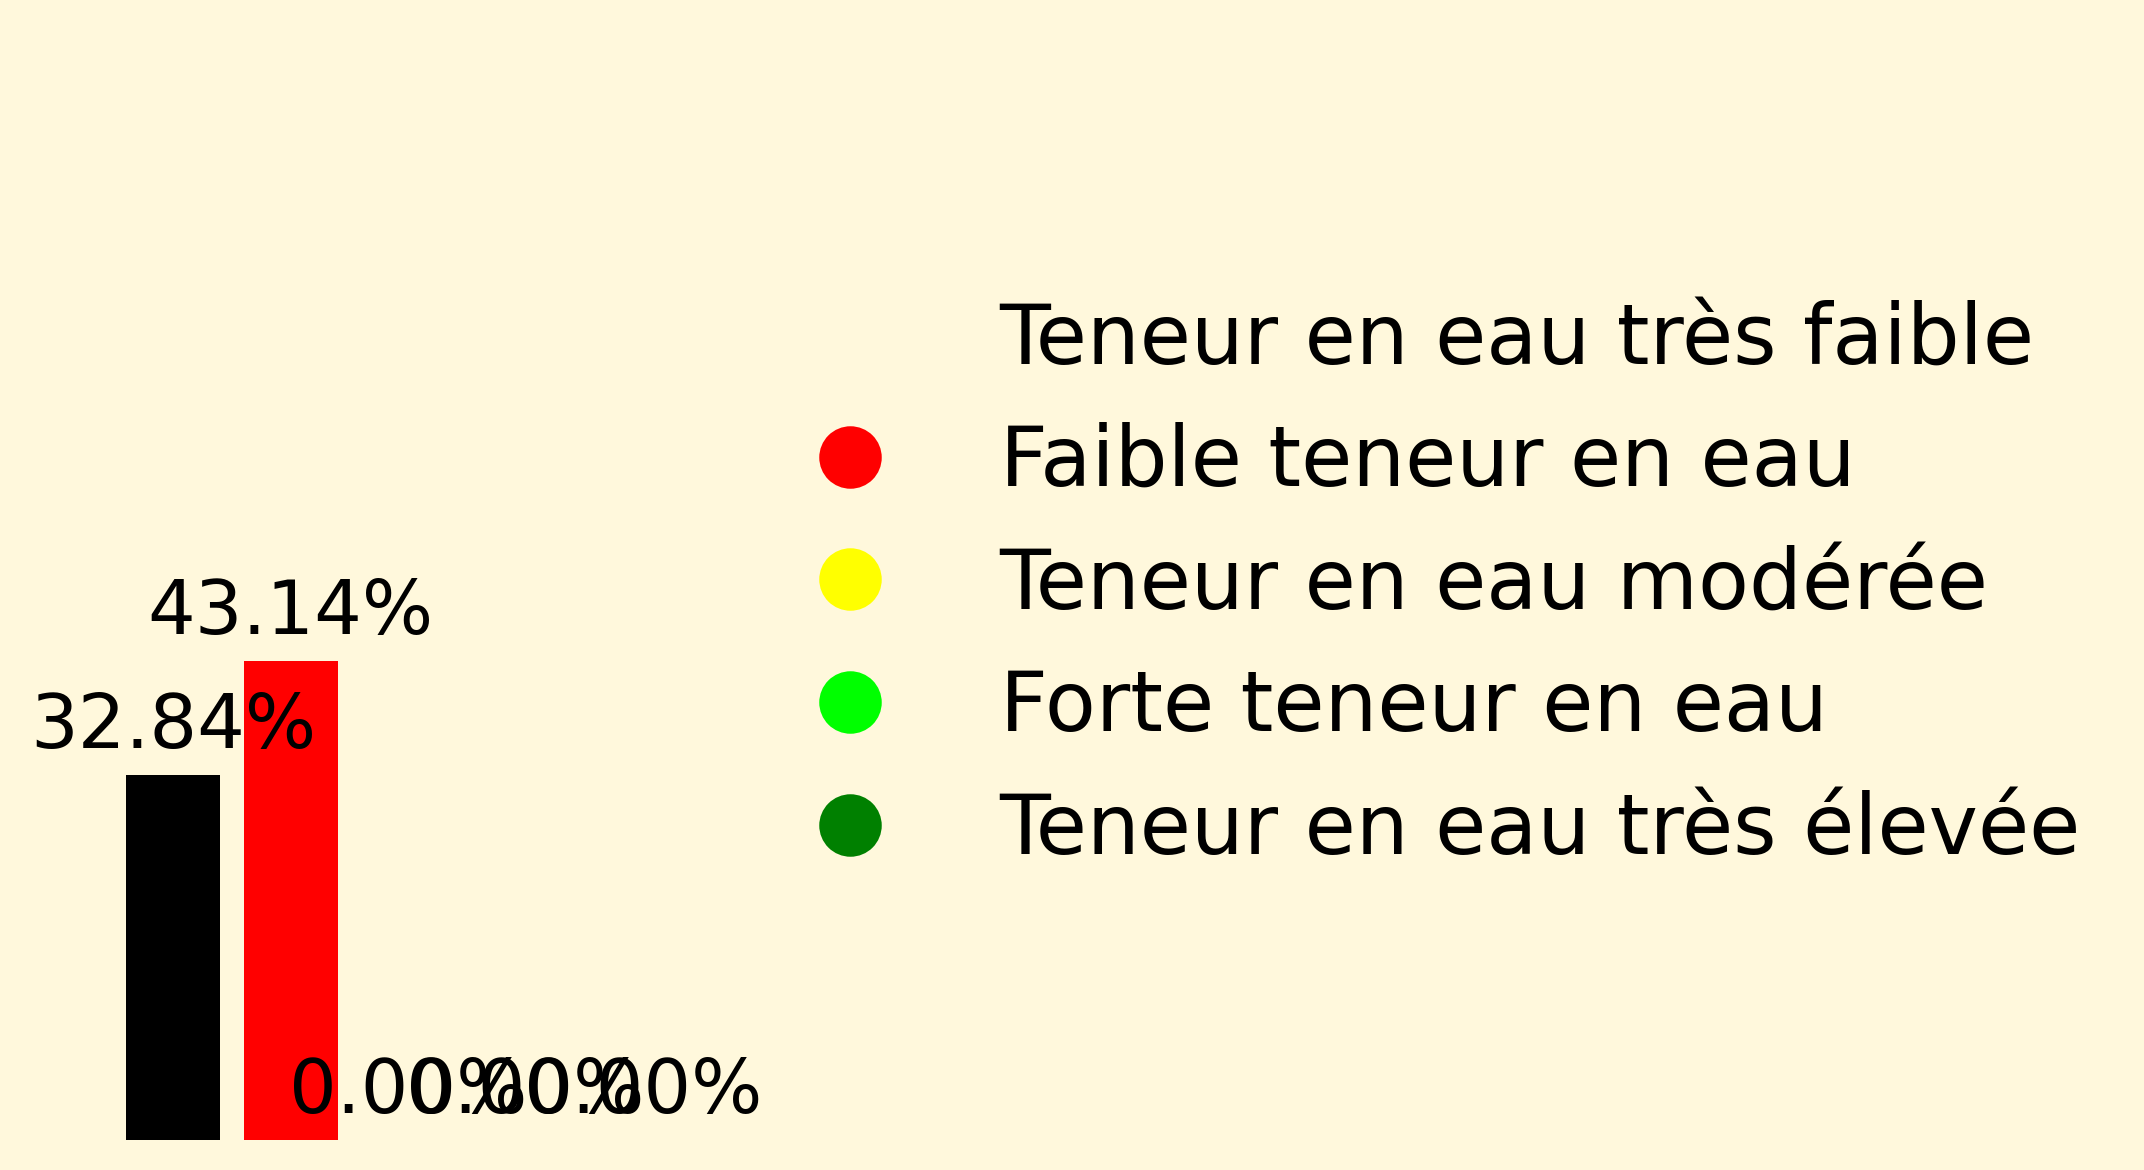 Teneur en eau très faible
Faible teneur en eau
Teneur en eau modérée
Forte teneur en eau
Teneur en eau très élevée
43.14%
32.84%
0.00% 0.00% 0.00%